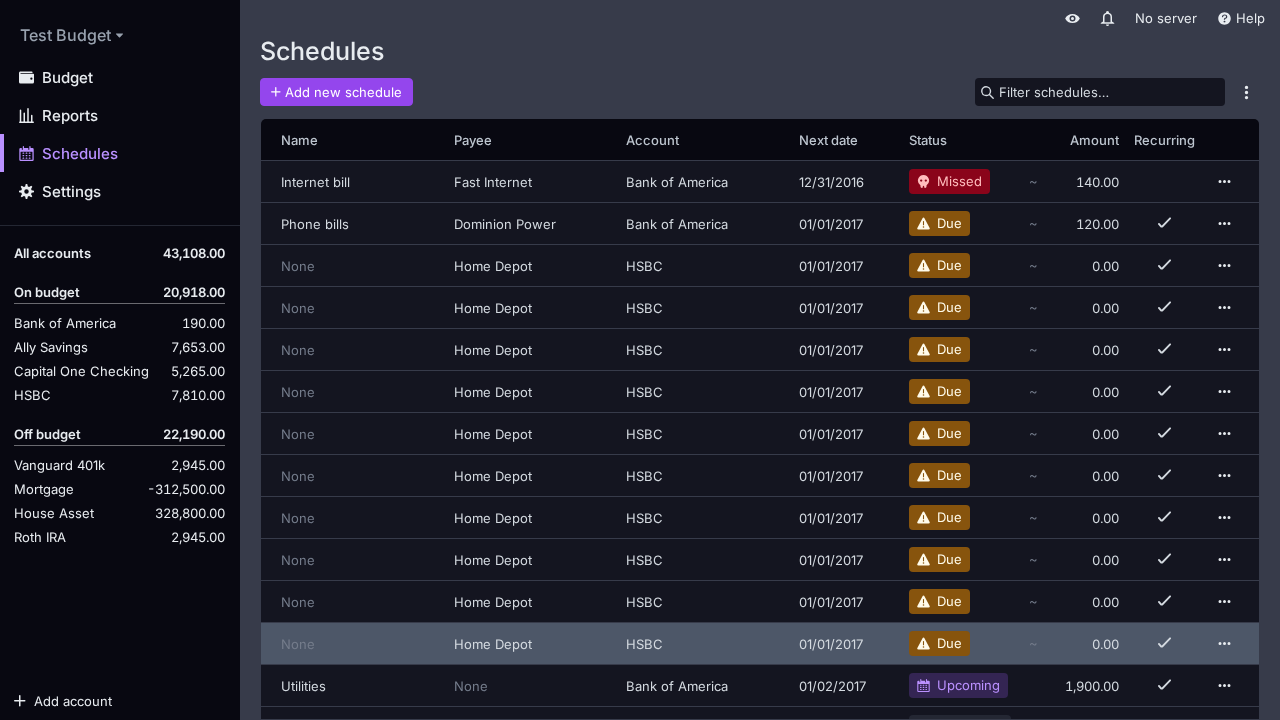 Test Budget
Budget
Reports
Schedules
Settings
All accounts 43,108.00
On budget 20,918.00
Bank of America 190.00
Ally Savings 7,653.00
Capital One Checking 5,265.00
HSBC 7,810.00
Off budget 22,190.00
Vanguard 401k 2,945.00
Mortgage -312,500.00
House Asset 328,800.00
Roth IRA 2,945.00
Add account
No server Help
Schedules
Add new schedule
Filter schedules…
Name Payee Account Next date Status Amount Recurring
Internet bill Fast Internet Bank of America 12/31/2016 Missed ~ 140.00
Phone bills Dominion Power Bank of America 01/01/2017 Due ~ 120.00
None Home Depot HSBC 01/01/2017 Due ~ 0.00
None Home Depot HSBC 01/01/2017 Due ~ 0.00
None Home Depot HSBC 01/01/2017 Due ~ 0.00
None Home Depot HSBC 01/01/2017 Due ~ 0.00
None Home Depot HSBC 01/01/2017 Due ~ 0.00
None Home Depot HSBC 01/01/2017 Due ~ 0.00
None Home Depot HSBC 01/01/2017 Due ~ 0.00
None Home Depot HSBC 01/01/2017 Due ~ 0.00
None Home Depot HSBC 01/01/2017 Due ~ 0.00
None Home Depot HSBC 01/01/2017 Due ~ 0.00
Utilities None Bank of America 01/02/2017 Upcoming 1,900.00